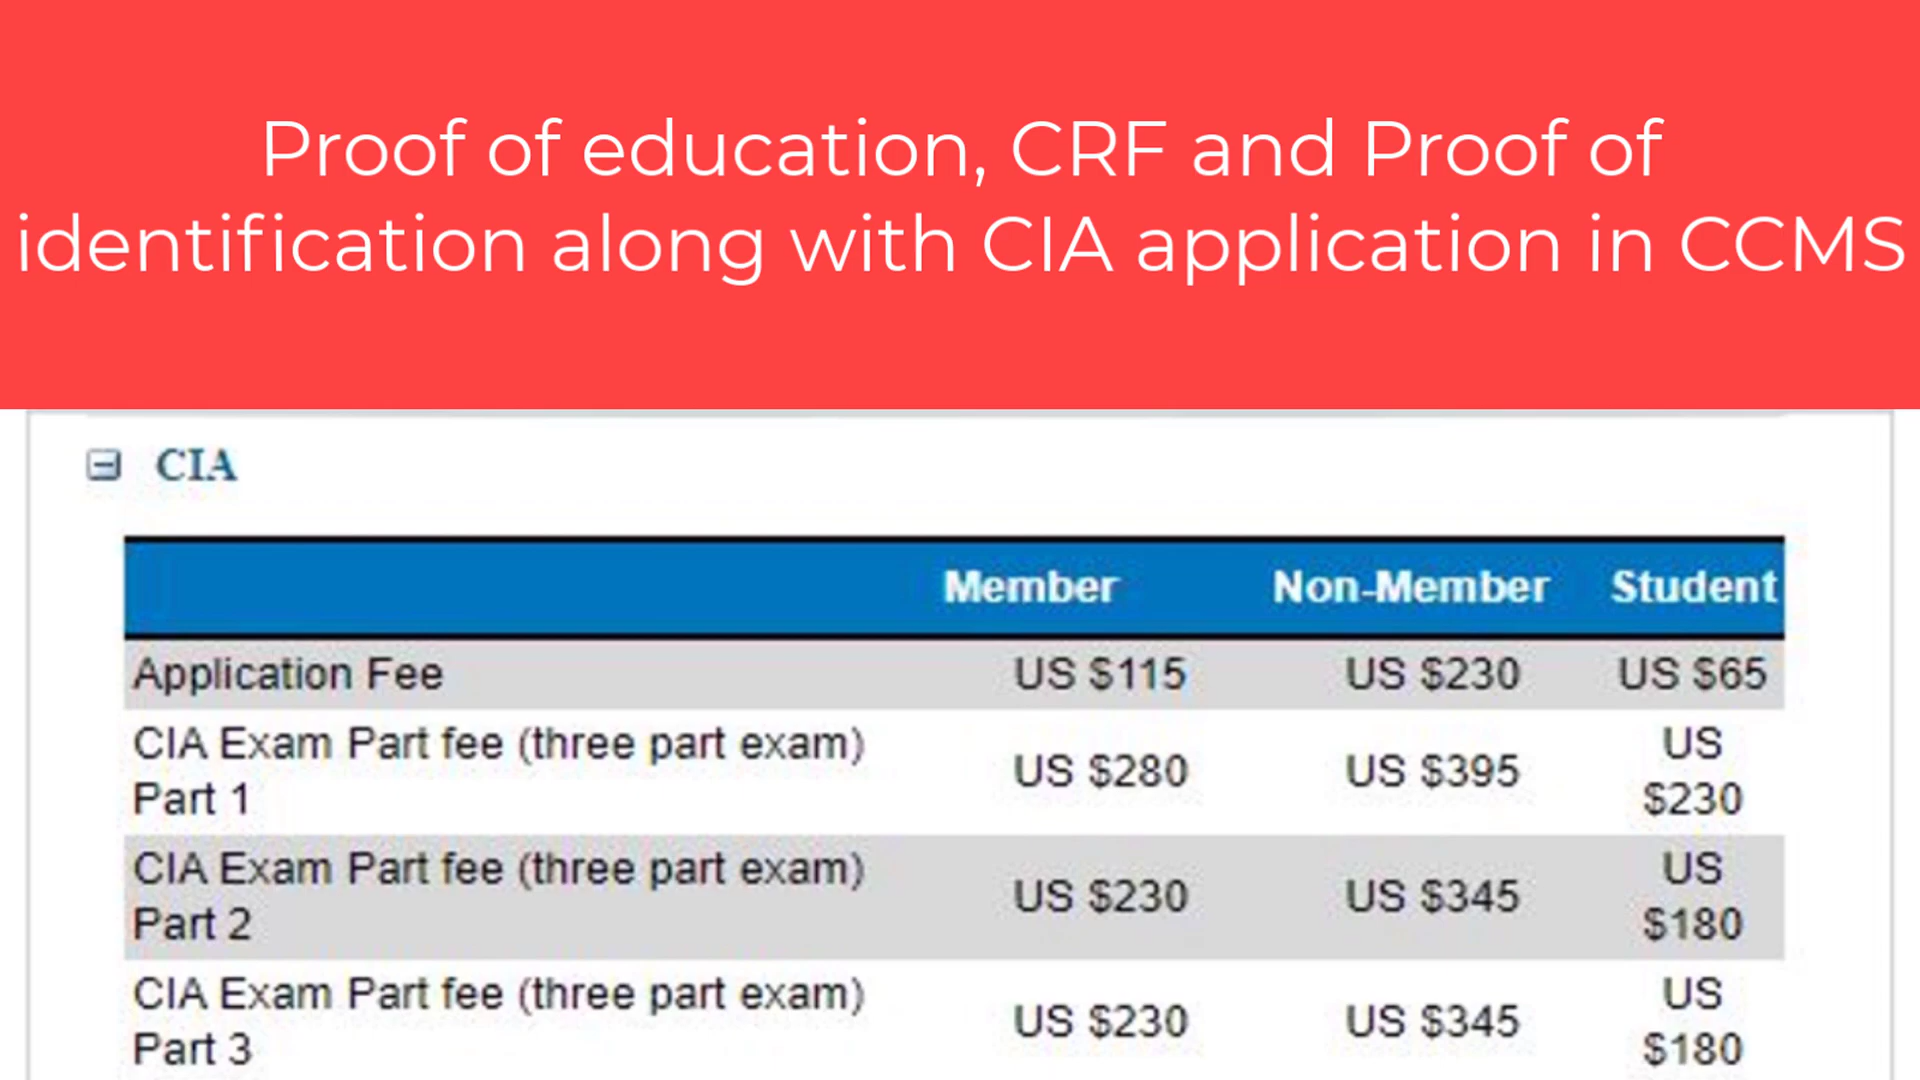 Proof of education, CRF and Proof of
identification along with CIA application in CCMS
CIA
Member Non-Member Student
Application Fee US $115 US $230 US $65
CIA Exam Part fee (three part exam)
Part 1 US $280 US $395 US $230
CIA Exam Part fee (three part exam)
Part 2 US $230 US $345 US $180
CIA Exam Part fee (three part exam)
Part 3 US $230 US $345 US $180